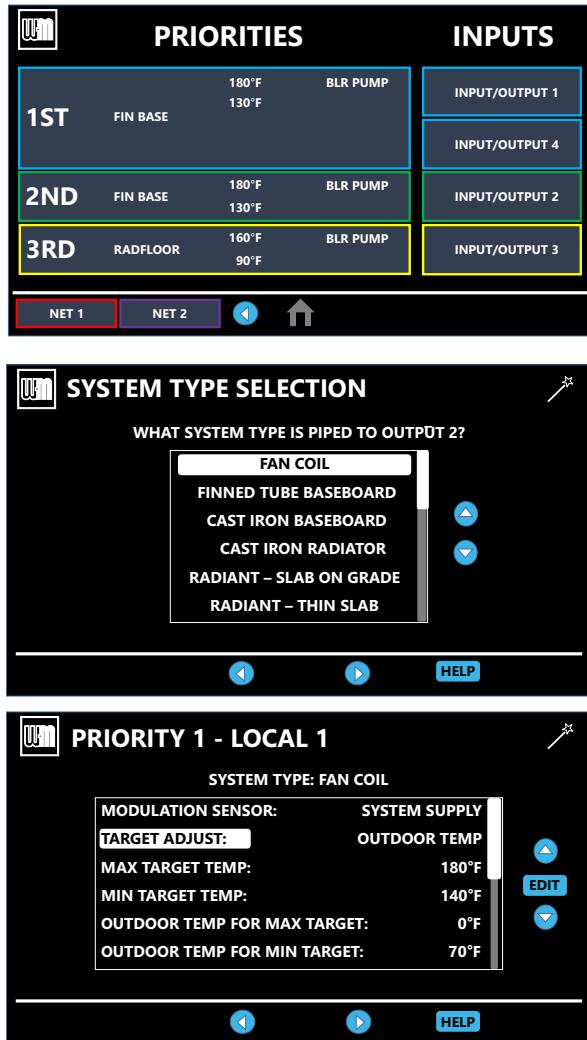 WM PRIORITIES INPUTS
1ST FIN BASE 180°F BLR PUMP
130°F
INPUT/OUTPUT 1
INPUT/OUTPUT 4
2ND FIN BASE 180°F BLR PUMP INPUT/OUTPUT 2
130°F
3RD RADFLOOR 160°F BLR PUMP INPUT/OUTPUT 3
90°F
NET 1 NET 2
WM SYSTEM TYPE SELECTION
WHAT SYSTEM TYPE IS PIPED TO OUTPUT 2?
FAN COIL
FINNED TUBE BASEBOARD
CAST IRON BASEBOARD
CAST IRON RADIATOR
RADIANT – SLAB ON GRADE
RADIANT – THIN SLAB
HELP
WM PRIORITY 1 - LOCAL 1
SYSTEM TYPE: FAN COIL
MODULATION SENSOR: SYSTEM SUPPLY
TARGET ADJUST: OUTDOOR TEMP
MAX TARGET TEMP: 180°F
MIN TARGET TEMP: 140°F
OUTDOOR TEMP FOR MAX TARGET: 0°F
OUTDOOR TEMP FOR MIN TARGET: 70°F
EDIT
HELP